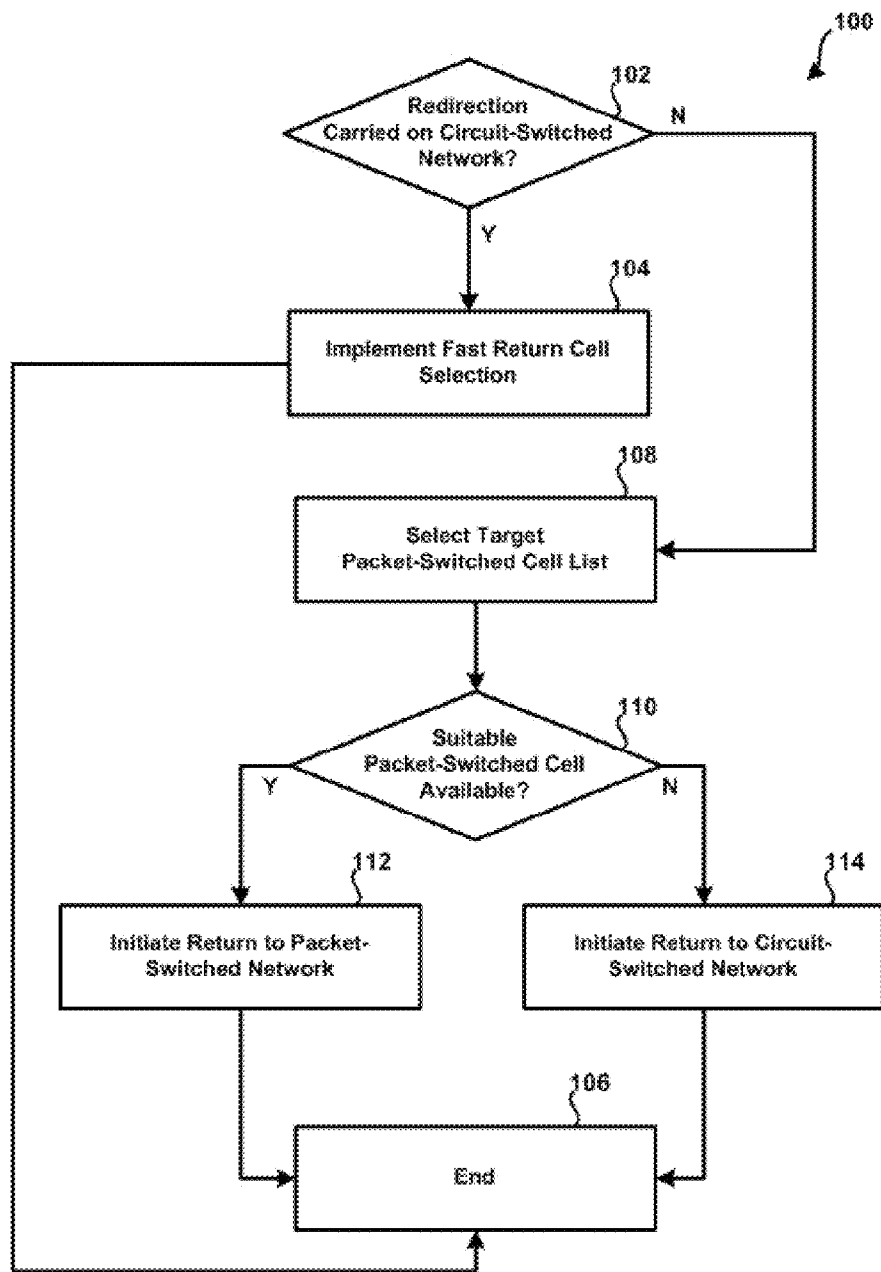 100
102
Redirection
Carried on Circuit-Switched
Network?
N
Y
104
Implement Fast Return Cell
Selection
108
Select Target
Packet-Switched Cell List
110
Suitable
Packet-Switched Cell
Available?
Y
N
112
114
Initiate Return to Packet-
Switched Network
Initiate Return to Circuit-
Switched Network
106
End